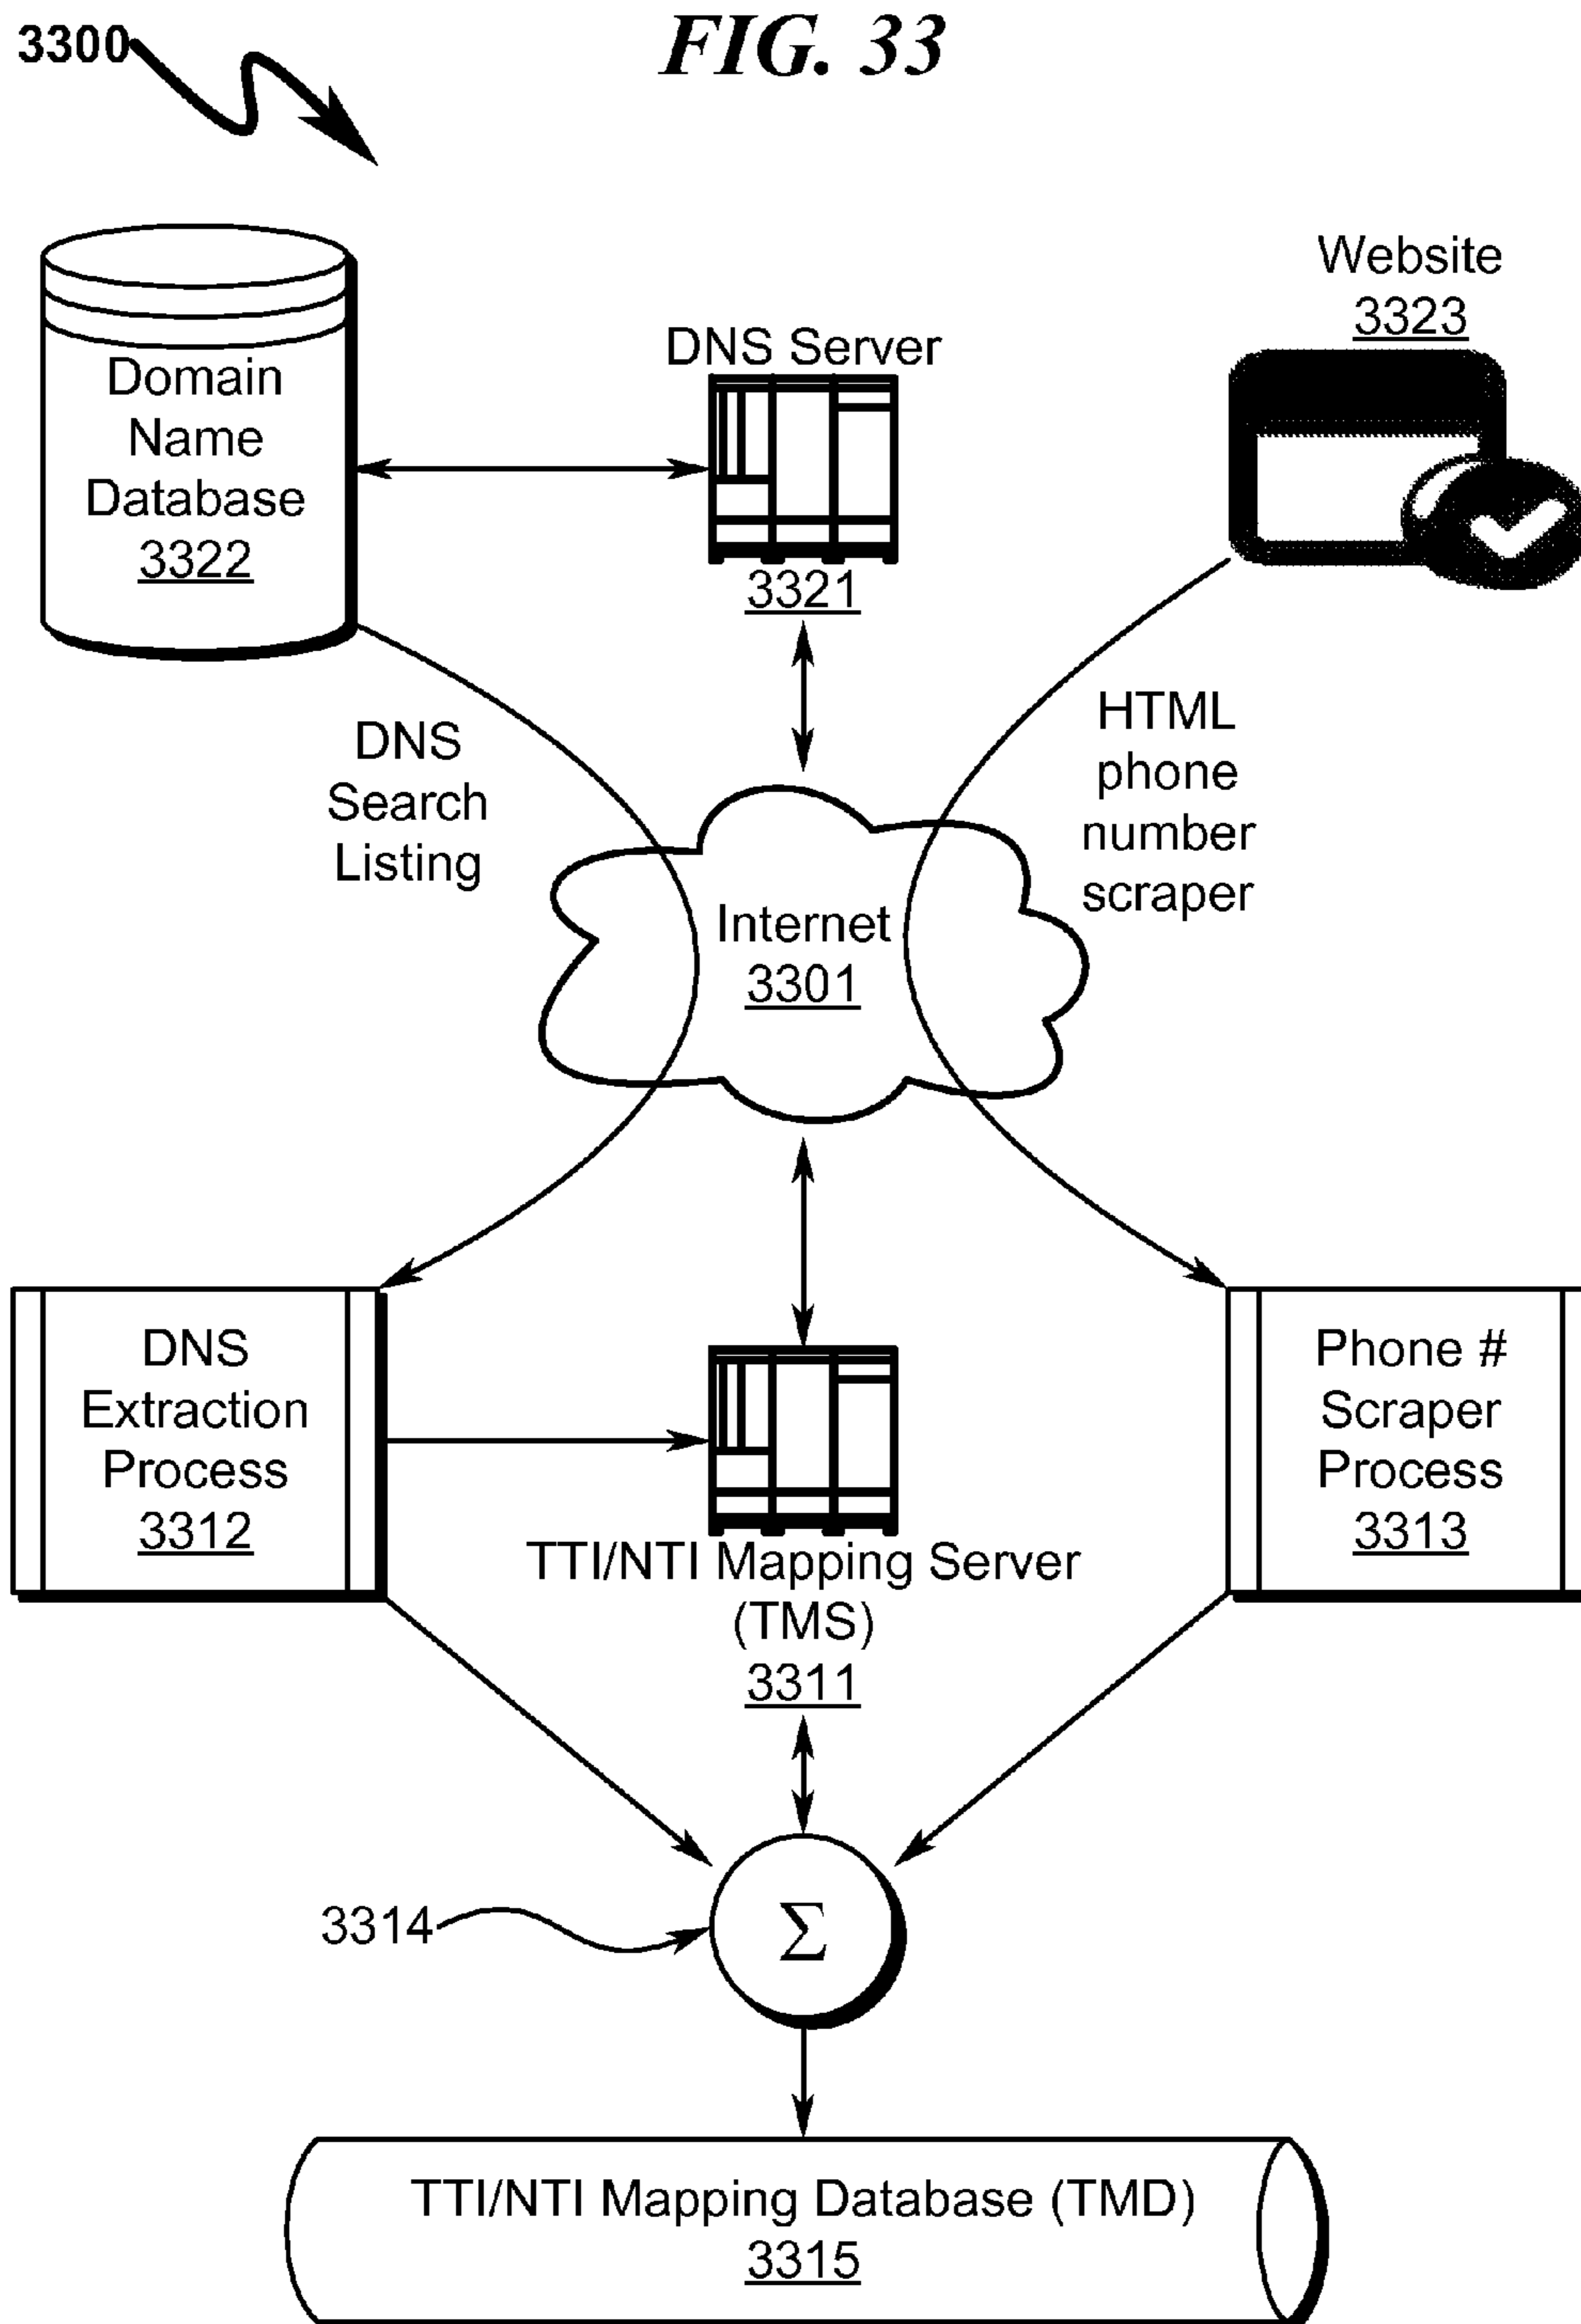 3300
FIG. 33
Domain
Name
Database
3322
DNS Server
3321
Website
3323
DNS
Search
Listing
HTML
phone
number
scraper
Internet
3301
DNS
Extraction
Process
3312
TTI/NTI Mapping Server
(TMS)
3311
Phone #
Scraper
Process
3313
3314
Σ
TTI/NTI Mapping Database (TMD)
3315